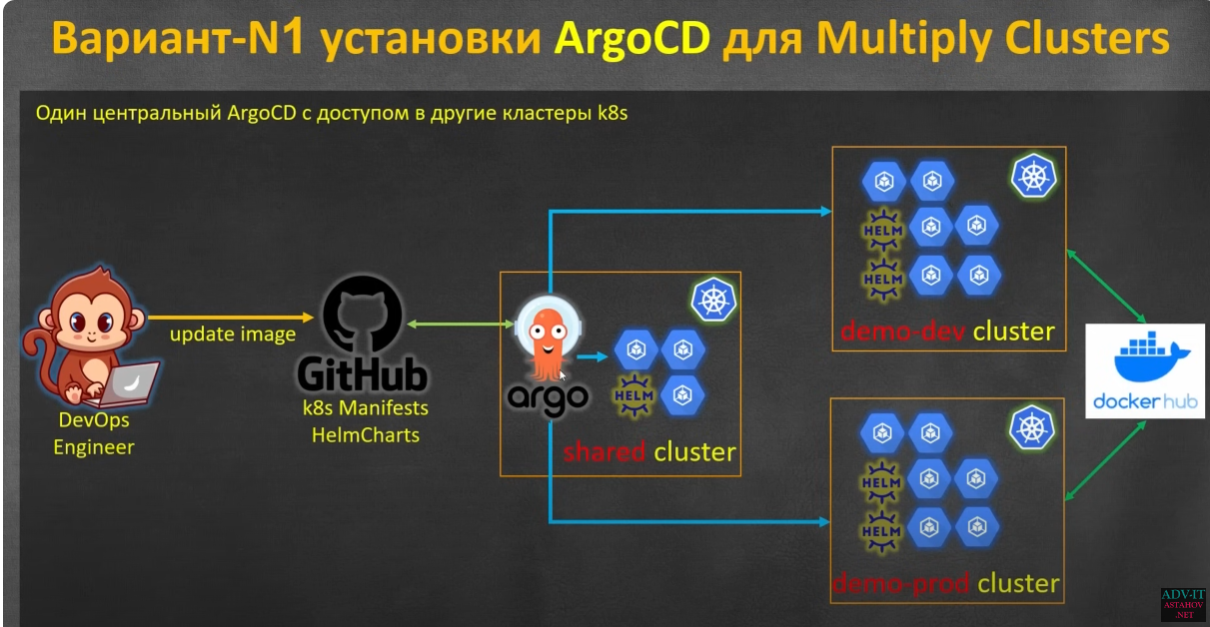 Вариант-N1 установки ArgoCD для Multiply Clusters
Один центральный ArgoCD с доступом в другие кластеры k8s
update image
DevOps
Engineer
GitHub
k8s Manifests
HelmCharts
argo
HELM
shared cluster
HELM
HELM
demo-dev cluster
docker hub
HELM
HELM
demo-prod cluster
ADV-IT
ASTAHOV
.NET